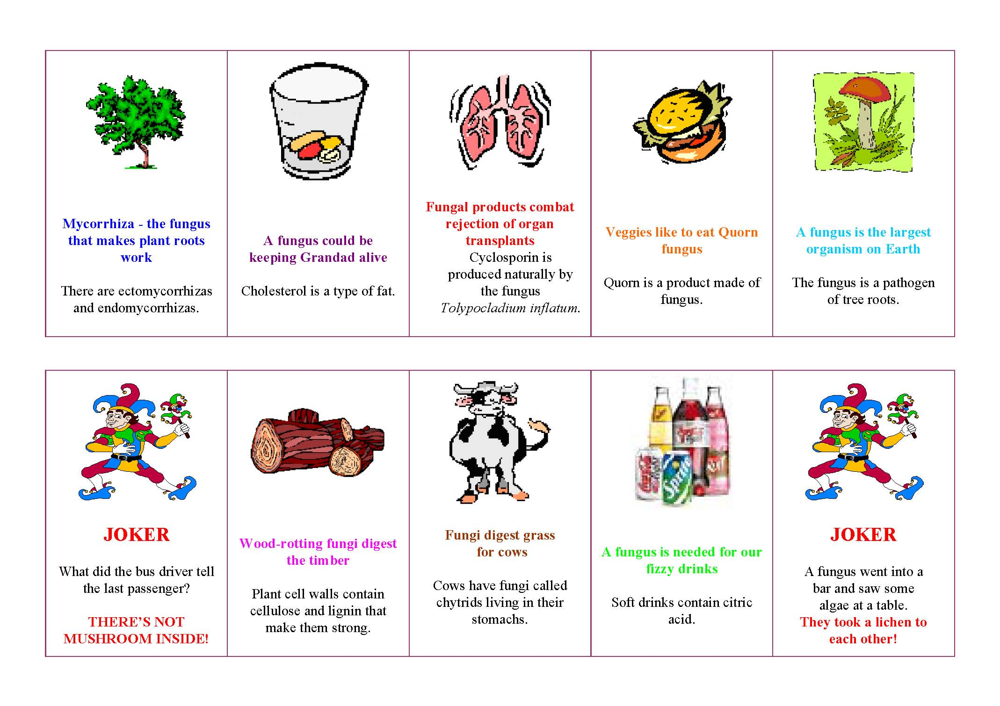 Mycorrhiza - the fungus
that makes plant roots
work
There are ectomycorrhizas
and endomycorrhizas.
A fungus could be
keeping Grandad alive
Cholesterol is a type of fat.
Fungal products combat
rejection of organ
transplants
Cyclosporin is
produced naturally by
the fungus
Tolypocladium inflatum.
Veggies like to eat Quorn
fungus
Quorn is a product made of
fungus.
A fungus is the largest
organism on Earth
The fungus is a pathogen
of tree roots.
JOKER
What did the bus driver tell
the last passenger?
THERE'S NOT
MUSHROOM INSIDE!
Wood-rotting fungi digest
the timber
Plant cell walls contain
cellulose and lignin that
make them strong.
Fungi digest grass
for cows
Cows have fungi called
chytrids living in their
stomachs.
A fungus is needed for our
fizzy drinks
Soft drinks contain citric
acid.
JOKER
A fungus went into a
bar and saw some
algae at a table.
They took a lichen to
each other!